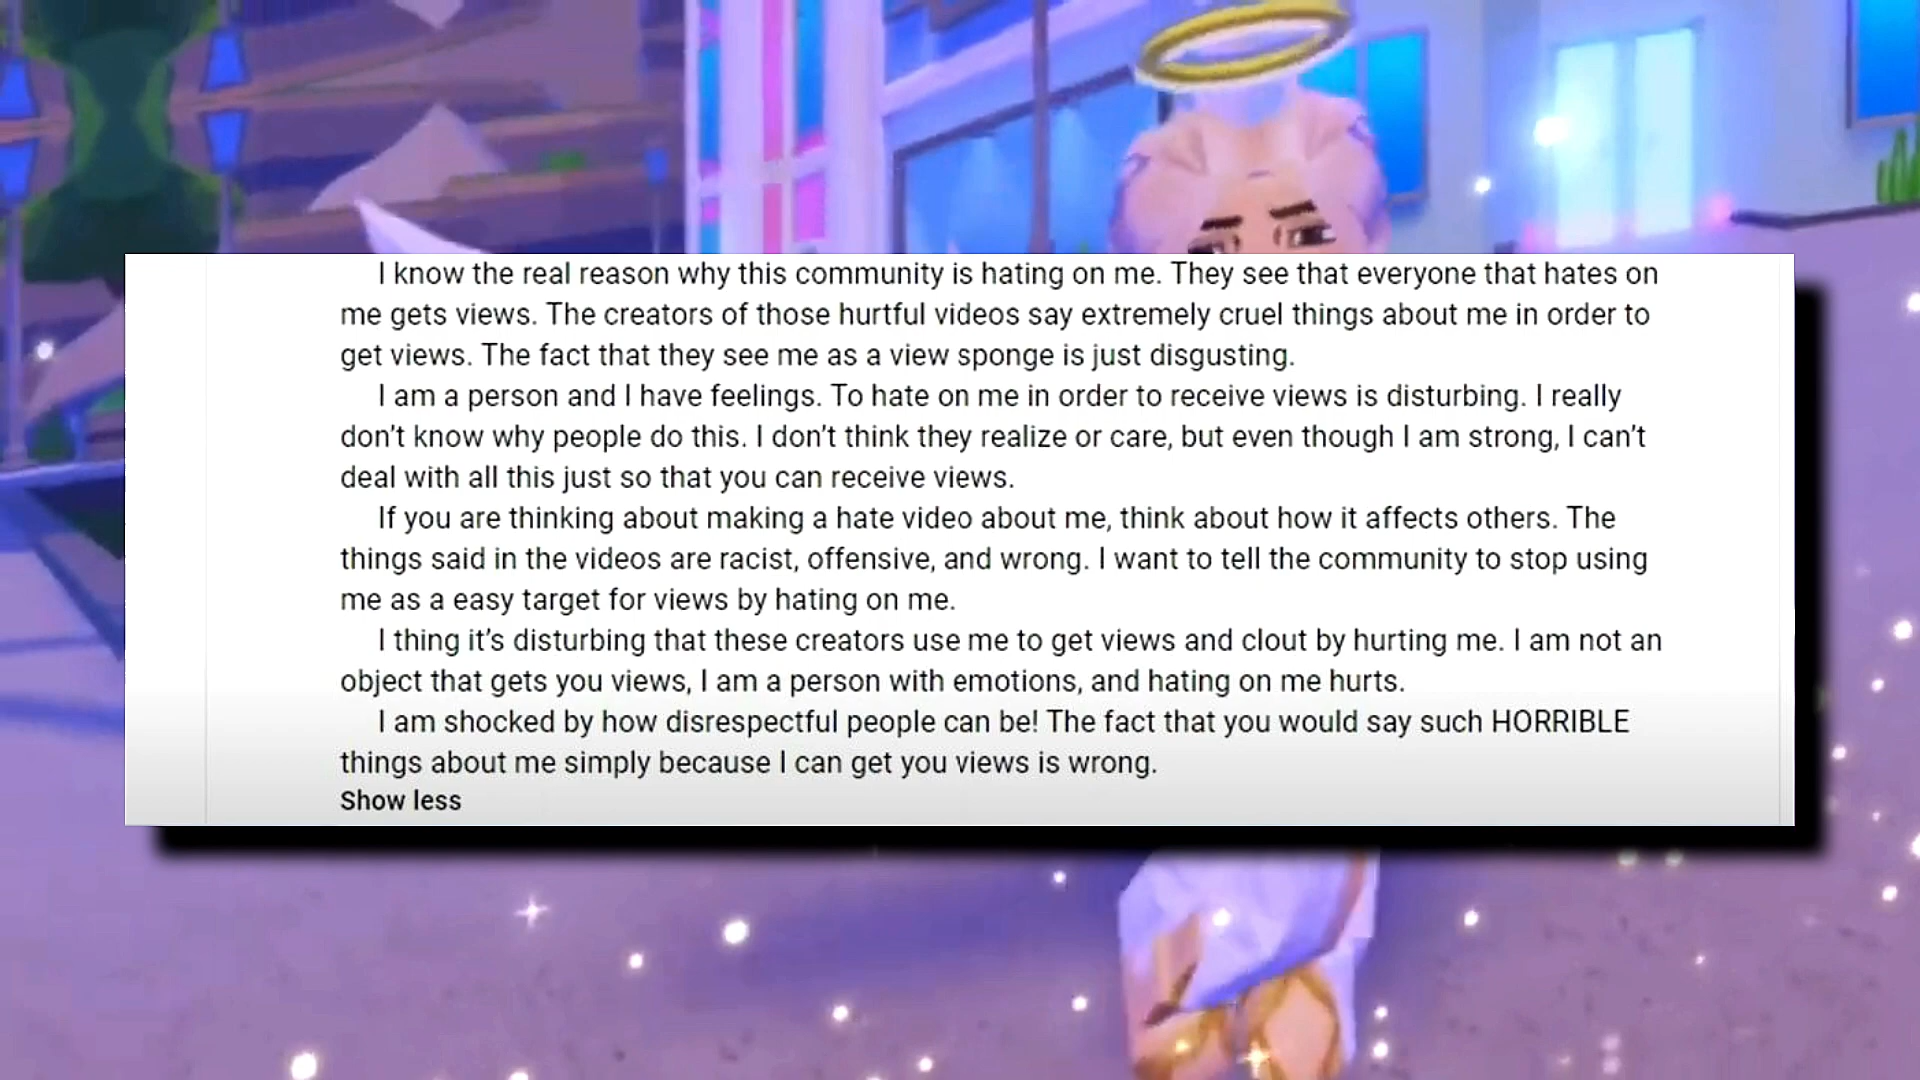 I know the real reason why this community is hating on me. They see that everyone that hates on
me gets views. The creators of those hurtful videos say extremely cruel things about me in order to
get views. The fact that they see me as a view sponge is just disgusting.
I am a person and I have feelings. To hate on me in order to receive views is disturbing. I really
don't know why people do this. I don't think they realize or care, but even though I am strong, I can't
deal with all this just so that you can receive views.
If you are thinking about making a hate video about me, think about how it affects others. The
things said in the videos are racist, offensive, and wrong. I want to tell the community to stop using
me as a easy target for views by hating on me.
I thing it's disturbing that these creators use me to get views and clout by hurting me. I am not an
object that gets you views, I am a person with emotions, and hating on me hurts.
I am shocked by how disrespectful people can be! The fact that you would say such HORRIBLE
things about me simply because I can get you views is wrong.
Show less